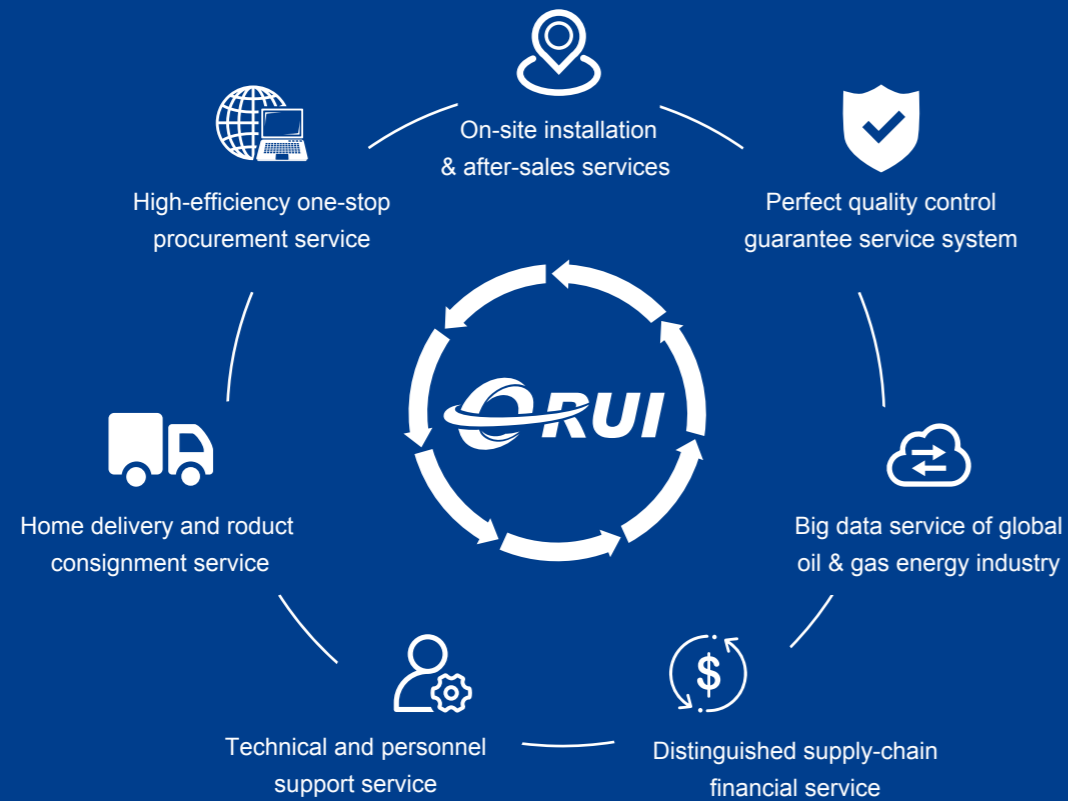 On-site installation
& after-sales services
High-efficiency one-stop
procurement service
Perfect quality control
guarantee service system
ORUI
Home delivery and roduct
consignment service
Big data service of global
oil & gas energy industry
$
Technical and personnel
support service
Distinguished supply-chain
financial service